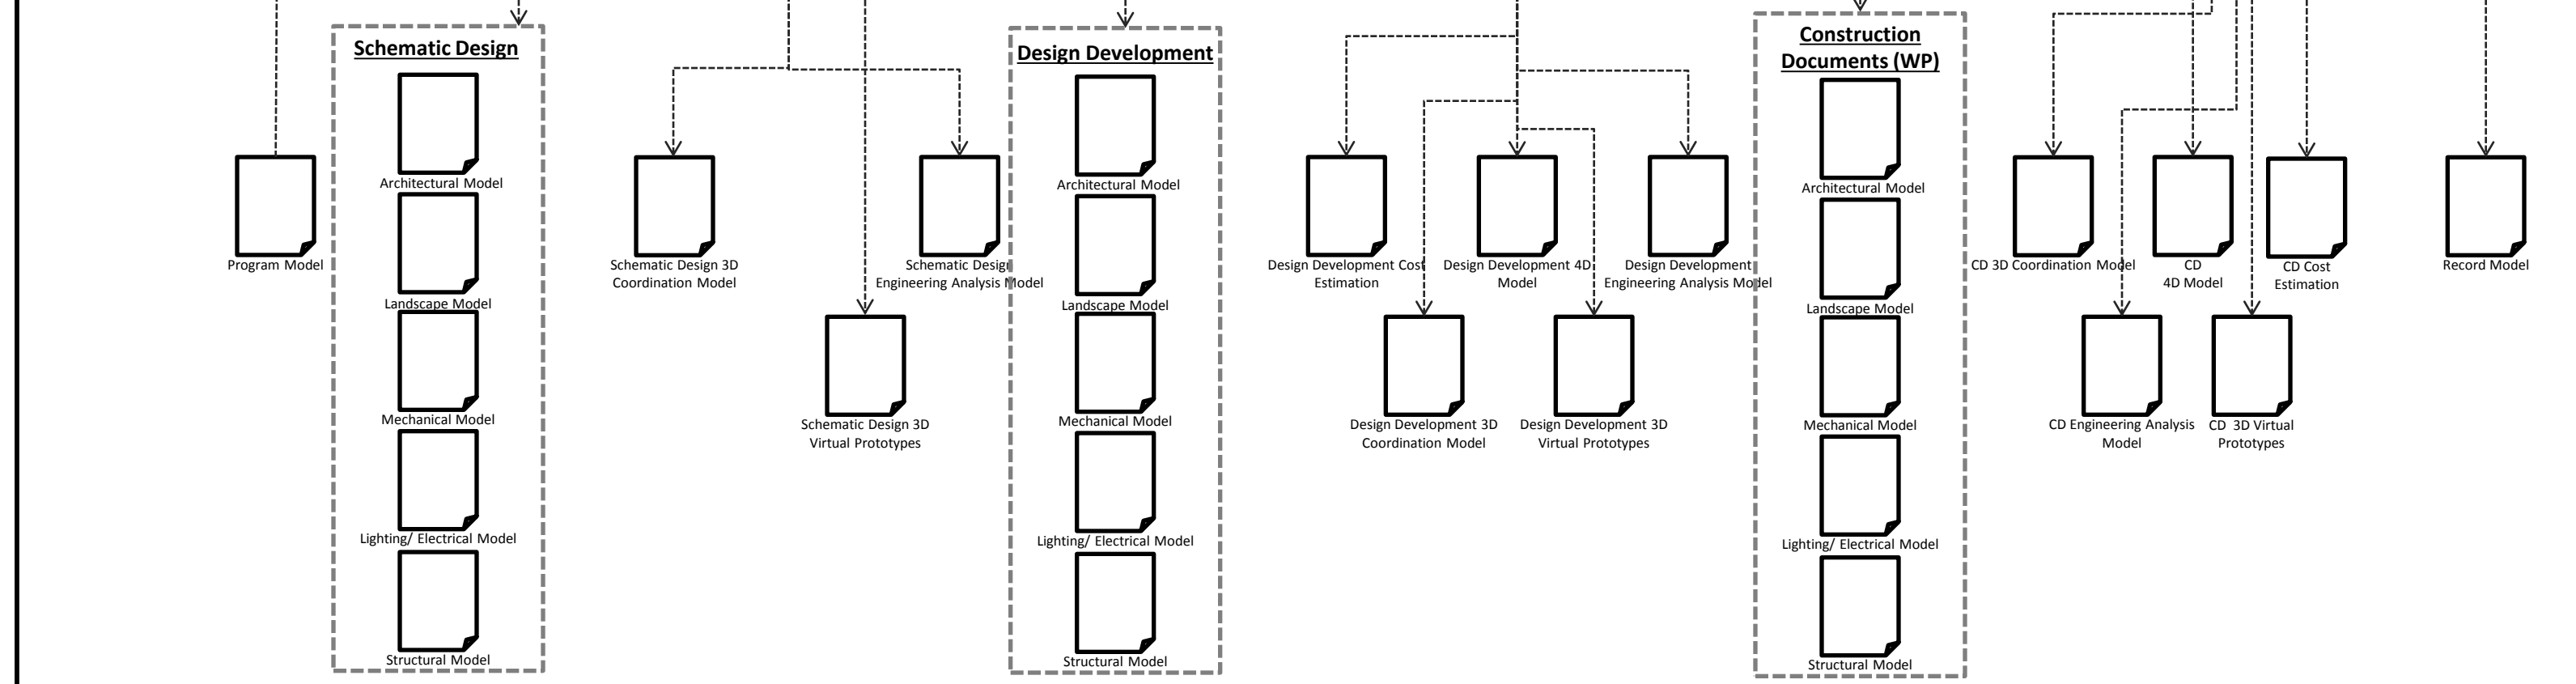 Program Model
Schematic Design
Architectural Model
Landscape Model
Mechanical Model
Lighting/ Electrical Model
Structural Model
Schematic Design 3D
Coordination Model
Schematic Design 3D
Virtual Prototypes
Schematic Design
Engineering Analysis Model
Design Development
Architectural Model
Landscape Model
Mechanical Model
Lighting/ Electrical Model
Structural Model
Design Development Cost
Estimation
Design Development 3D
Coordination Model
Design Development 4D
Model
Design Development 3D
Virtual Prototypes
Design Development
Engineering Analysis Model
Construction
Documents (WP)
Architectural Model
Landscape Model
Mechanical Model
Lighting/ Electrical Model
Structural Model
CD 3D Coordination Model
CD Engineering Analysis
Model
CD
4D Model
CD 3D Virtual
Prototypes
CD Cost
Estimation
Record Model